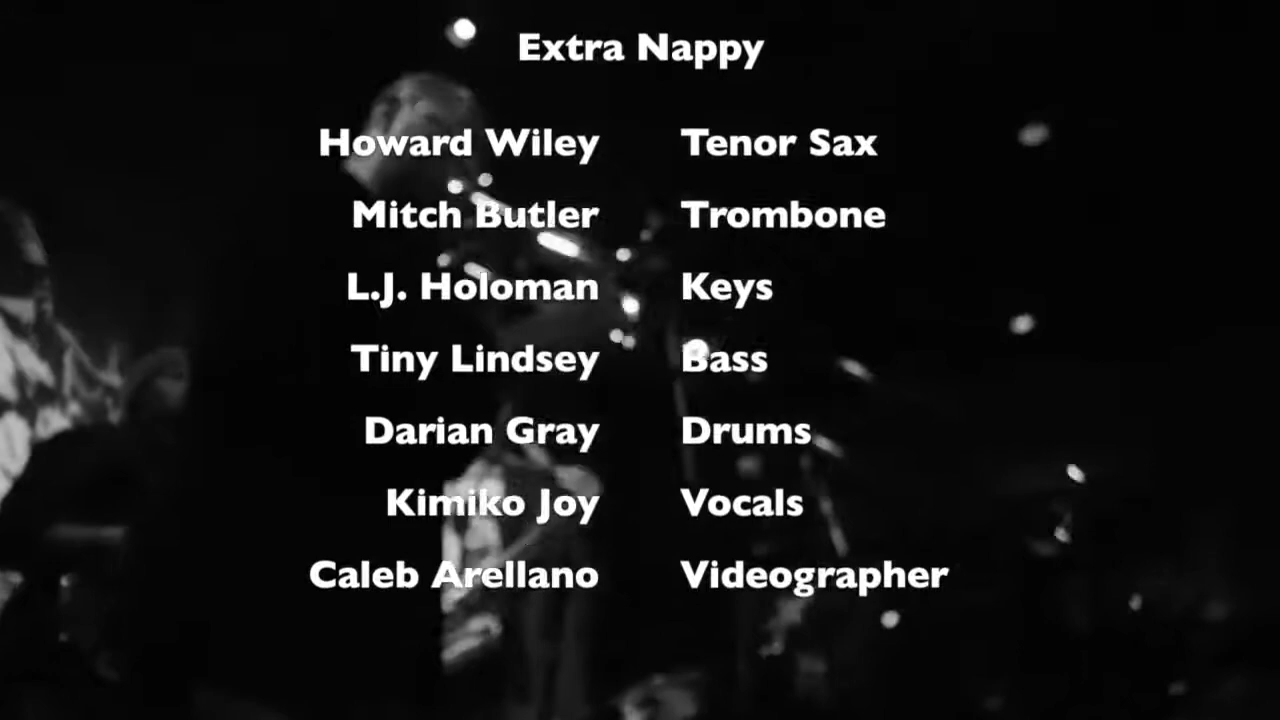 Extra Nappy
Howard Wiley Tenor Sax
Mitch Butler Trombone
L.J. Holoman Keys
Tiny Lindsey Bass
Darian Gray Drums
Kimiko Joy Vocals
Caleb Arellano Videographer